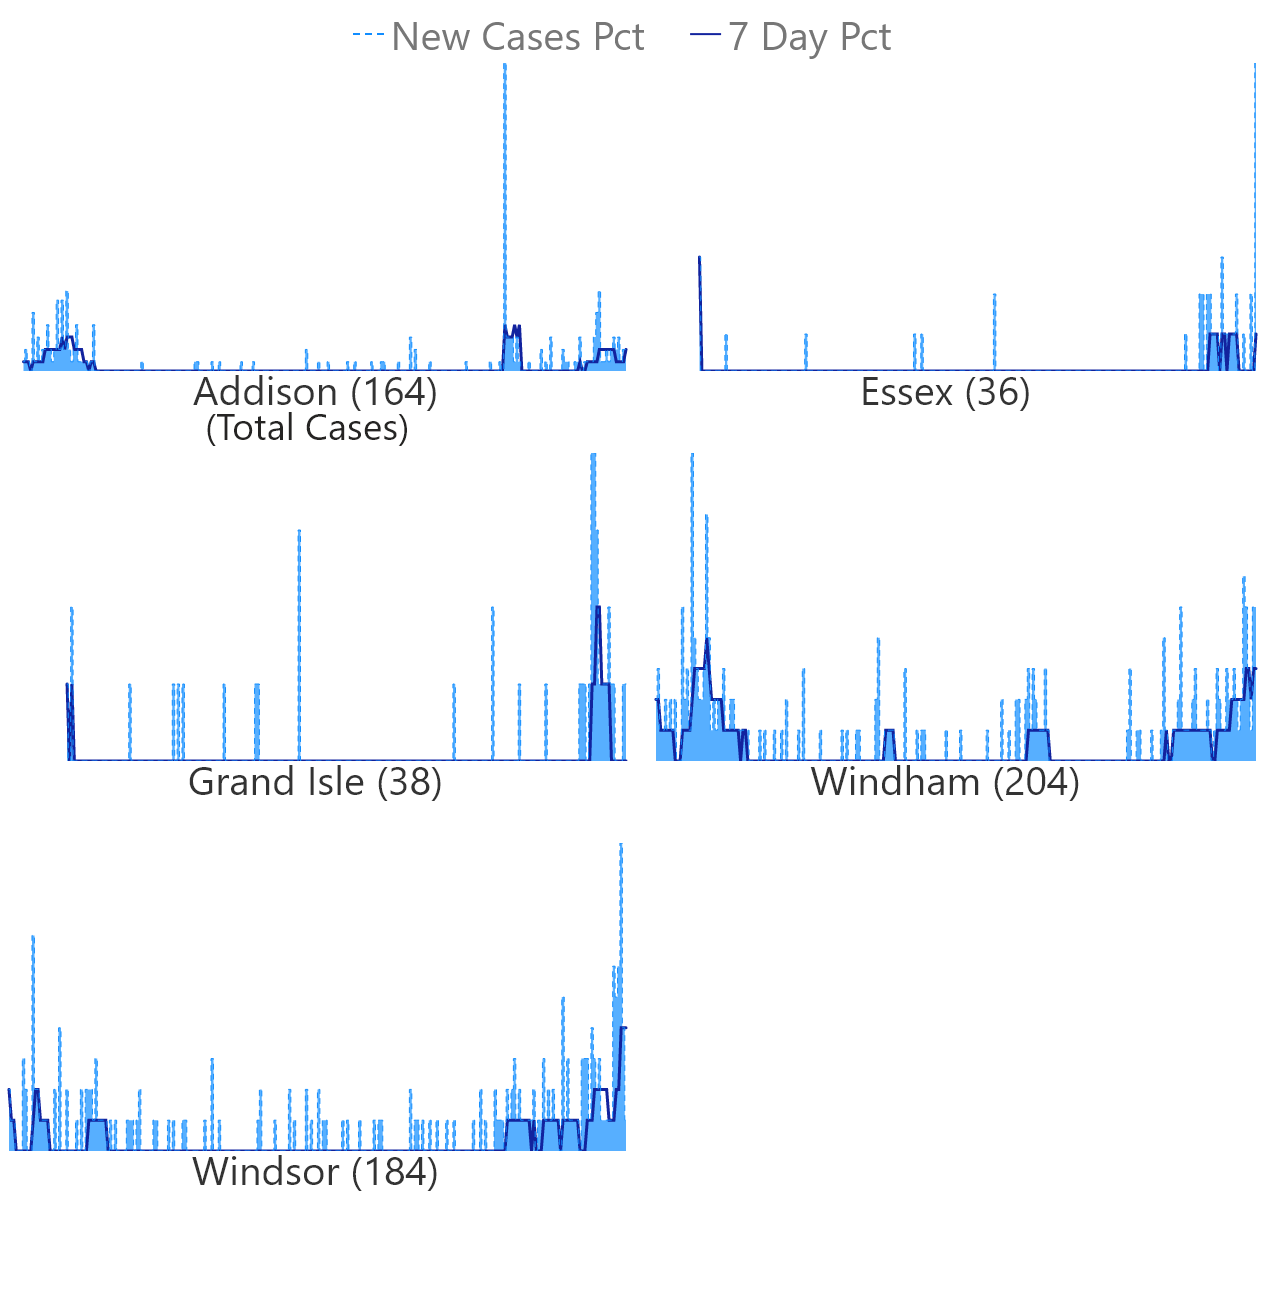 New Cases Pct 7 Day Pct
Addison (164) Essex (36)
(Total Cases)
Grand Isle (38) Windham (204)
Windsor (184)